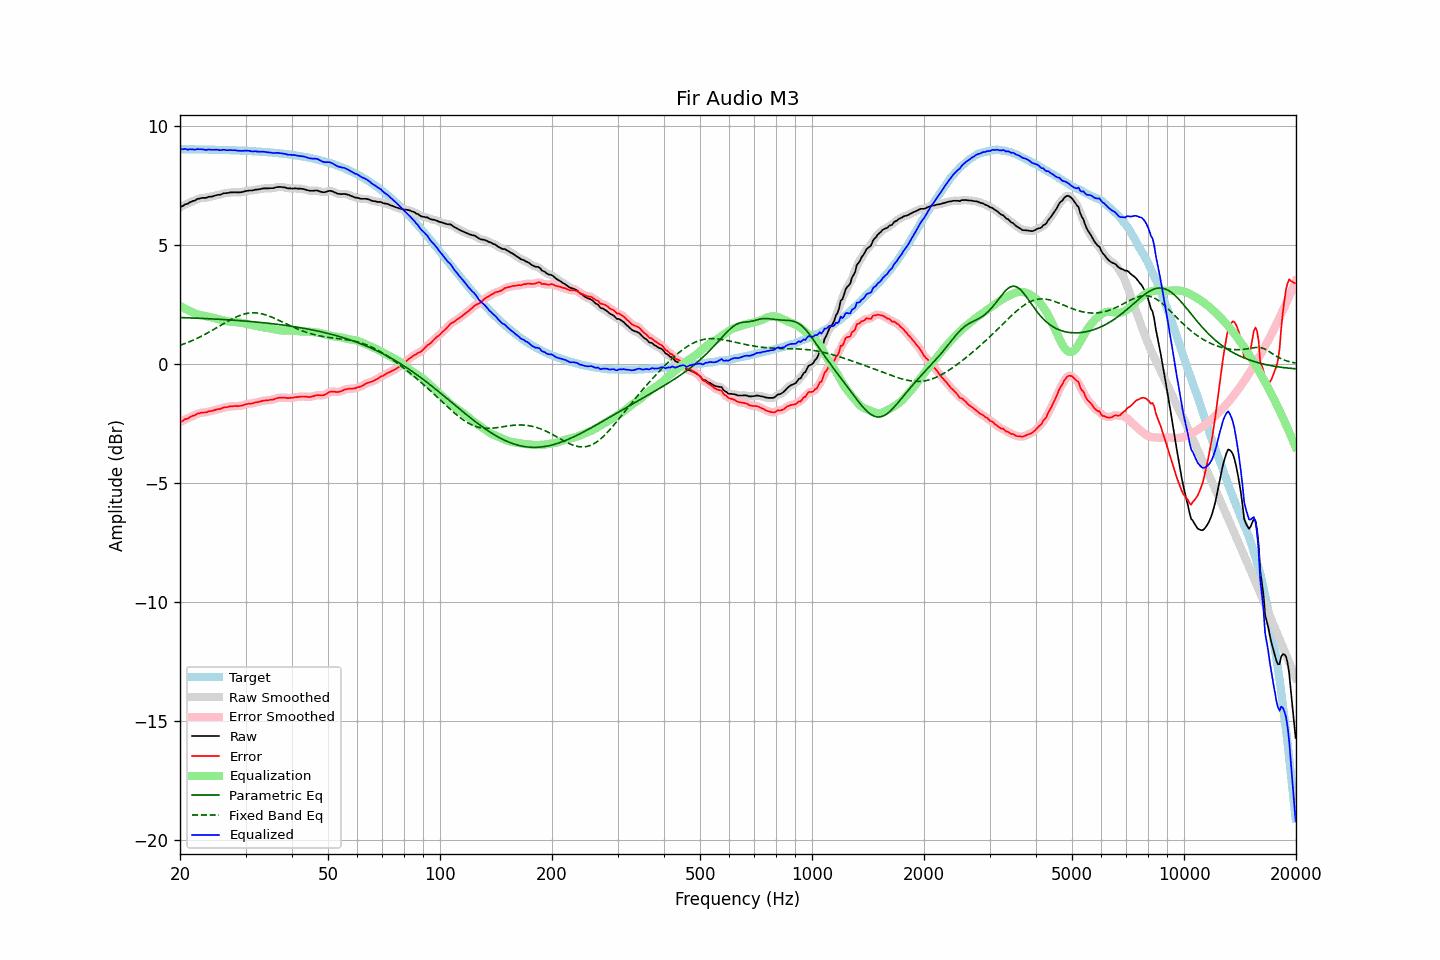 Fir Audio M3
10
5
0
−5
−10
−15
−20
Amplitude (dBr)
Target
Raw Smoothed
Error Smoothed
Raw
Error
Equalization
Parametric Eq
Fixed Band Eq
Equalized
20
50
100
200
500
1000
2000
5000
10000
20000
Frequency (Hz)